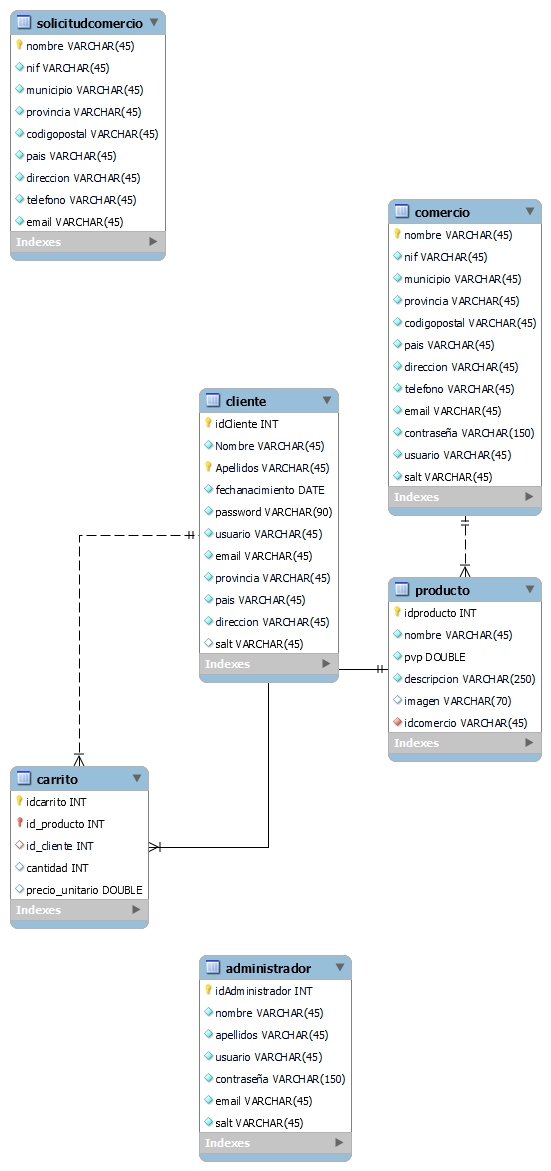 solicitudcomercio
nombre VARCHAR(45)
nif VARCHAR(45)
municipio VARCHAR(45)
provincia VARCHAR(45)
codigopostal VARCHAR(45)
pais VARCHAR(45)
direccion VARCHAR(45)
telefono VARCHAR(45)
email VARCHAR(45)
Indexes
comercio
nombre VARCHAR(45)
nif VARCHAR(45)
municipio VARCHAR(45)
provincia VARCHAR(45)
codigopostal VARCHAR(45)
pais VARCHAR(45)
direccion VARCHAR(45)
telefono VARCHAR(45)
email VARCHAR(45)
contraseña VARCHAR(150)
usuario VARCHAR(45)
salt VARCHAR(45)
Indexes
cliente
idCliente INT
Nombre VARCHAR(45)
Apellidos VARCHAR(45)
fechanacimiento DATE
password VARCHAR(90)
usuario VARCHAR(45)
email VARCHAR(45)
provincia VARCHAR(45)
pais VARCHAR(45)
direccion VARCHAR(45)
salt VARCHAR(45)
Indexes
producto
idproducto INT
nombre VARCHAR(45)
pvp DOUBLE
descripcion VARCHAR(250)
imagen VARCHAR(70)
idcomercio VARCHAR(45)
Indexes
carrito
idcarrito INT
id_producto INT
id_cliente INT
cantidad INT
precio_unitario DOUBLE
Indexes
administrador
idAdministrador INT
nombre VARCHAR(45)
apellidos VARCHAR(45)
usuario VARCHAR(45)
contraseña VARCHAR(150)
email VARCHAR(45)
salt VARCHAR(45)
Indexes